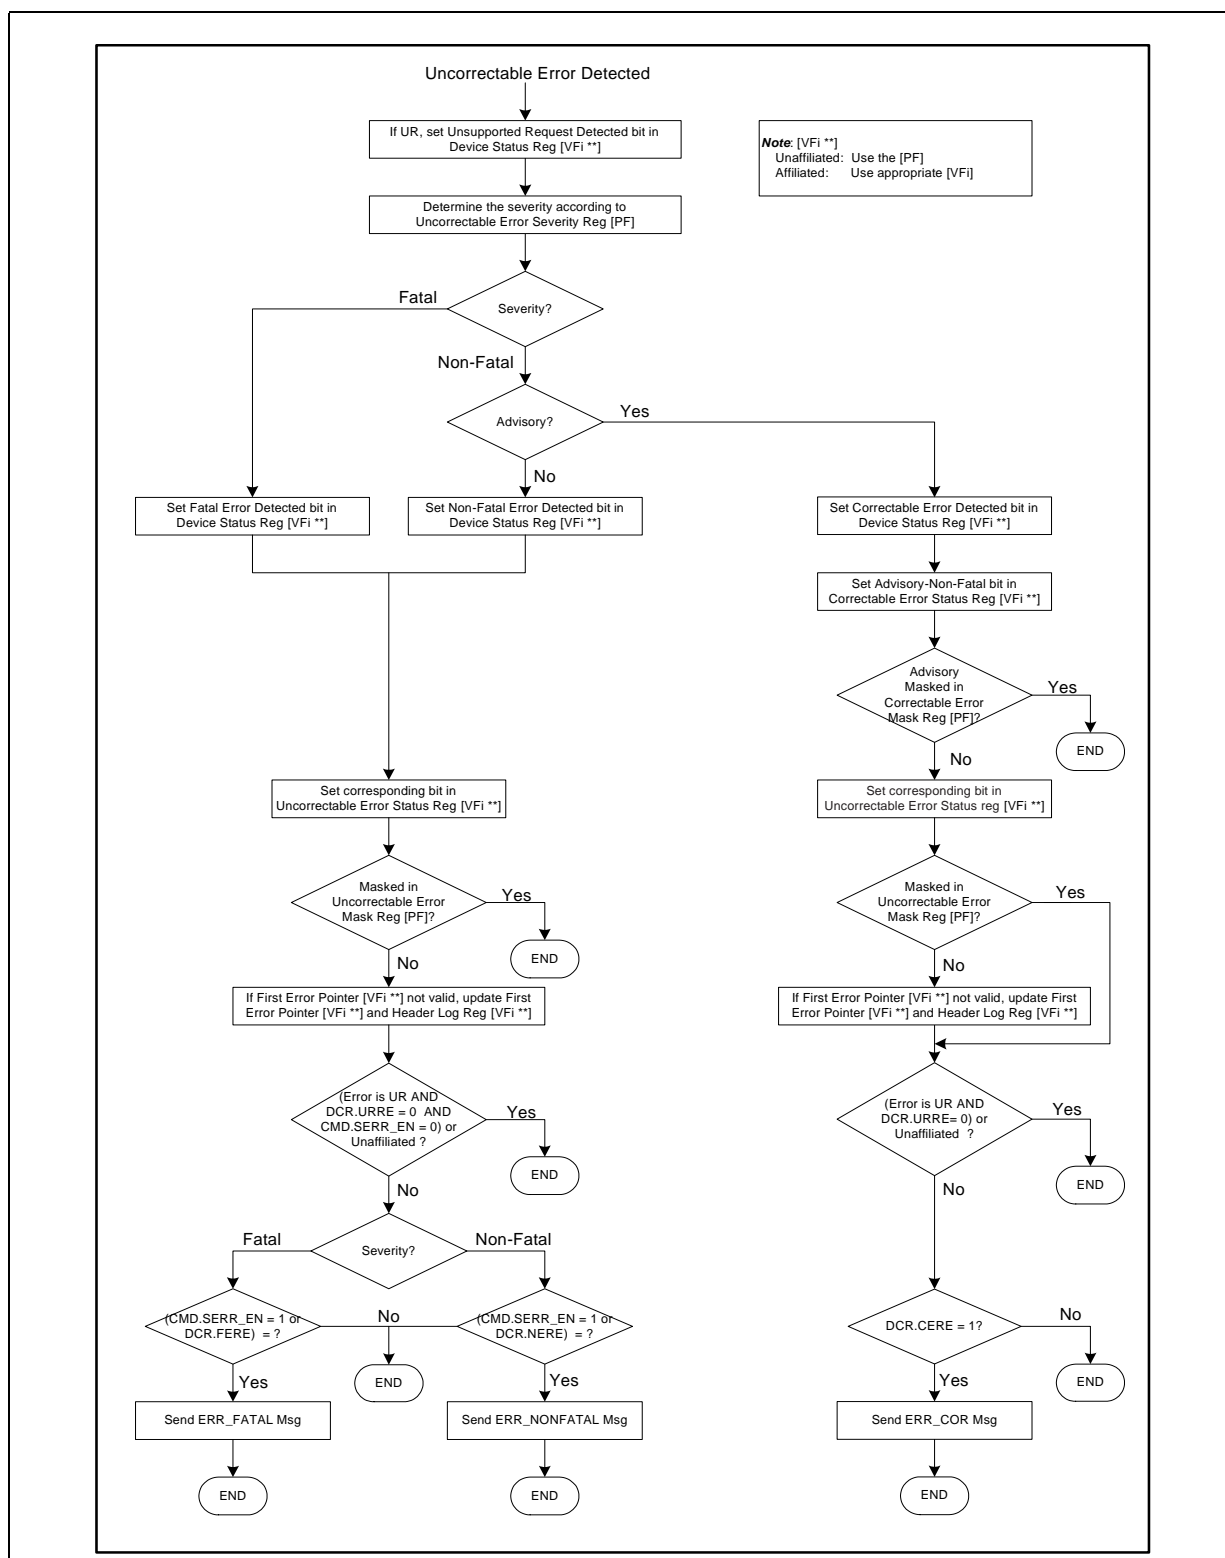 Uncorrectable Error Detected
If UR, set Unsupported Request Detected bit in
Device Status Reg [VFi **]
Note: [VFi **]
Unaffiliated: Use the [PF]
Affiliated: Use appropriate [VFi]
Determine the severity according to
Uncorrectable Error Severity Reg [PF]
Fatal
Severity?
Non-Fatal
Advisory?
Yes
No
Set Fatal Error Detected bit in
Device Status Reg [VFi **]
Set Non-Fatal Error Detected bit in
Device Status Reg [VFi **]
Set Correctable Error Detected bit in
Device Status Reg [VFi **]
Set Advisory-Non-Fatal bit in
Correctable Error Status Reg [VFi **]
Advisory
Masked in
Correctable Error
Mask Reg [PF]?
Yes
END
No
Set corresponding bit in
Uncorrectable Error Status Reg [VFi **]
Set corresponding bit in
Uncorrectable Error Status reg [VFi **]
Masked in
Uncorrectable Error
Mask Reg [PF]?
Yes
END
No
Masked in
Uncorrectable Error
Mask Reg [PF]?
Yes
No
If First Error Pointer [VFi **] not valid, update First
Error Pointer [VFi **] and Header Log Reg [VFi **]
If First Error Pointer [VFi **] not valid, update First
Error Pointer [VFi **] and Header Log Reg [VFi **]
(Error is UR AND
DCR.URRE = 0 AND
CMD.SERR_EN = 0) or
Unaffiliated ?
Yes
END
No
(Error is UR AND
DCR.URRE= 0) or
Unaffiliated ?
Yes
END
No
Fatal
Severity?
Non-Fatal
(CMD.SERR_EN = 1 or
DCR.FERE) = ?
No
(CMD.SERR_EN = 1 or
DCR.NERE) = ?
END
DCR.CERE = 1?
No
END
Yes
Yes
Yes
Send ERR_FATAL Msg
Send ERR_NONFATAL Msg
Send ERR_COR Msg
END
END
END